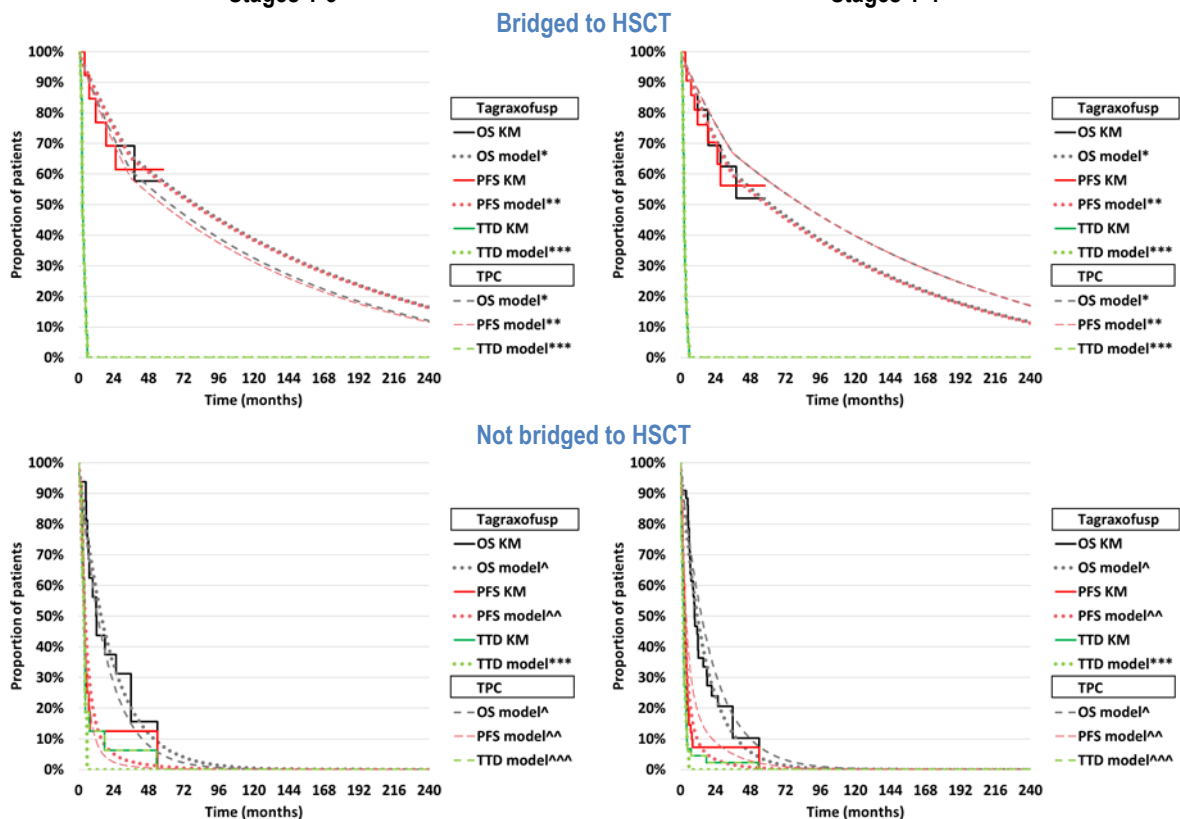 Bridged to HSCT
100%
90%
80%
70%
60%
50%
40%
30%
20%
10%
0%
Proportion of patients
0 24 48 72 96 120 144 168 192 216 240
Time (months)
Tagraxofusp
OS KM
OS model*
PFS KM
PFS model**
TTD KM
TTD model***
TPC
OS model*
PFS model**
TTD model***
100%
90%
80%
70%
60%
50%
40%
30%
20%
10%
0%
Proportion of patients
0 24 48 72 96 120 144 168 192 216 240
Time (months)
Tagraxofusp
OS KM
OS model*
PFS KM
PFS model**
TTD KM
TTD model***
TPC
OS model*
PFS model**
TTD model***
Not bridged to HSCT
100%
90%
80%
70%
60%
50%
40%
30%
20%
10%
0%
Proportion of patients
0 24 48 72 96 120 144 168 192 216 240
Time (months)
Tagraxofusp
OS KM
OS model^
PFS KM
PFS model^^
TTD KM
TTD model***
TPC
OS model^
PFS model^^
TTD model^^^
100%
90%
80%
70%
60%
50%
40%
30%
20%
10%
0%
Proportion of patients
0 24 48 72 96 120 144 168 192 216 240
Time (months)
Tagraxofusp
OS KM
OS model^
PFS KM
PFS model^^
TTD KM
TTD model***
TPC
OS model^
PFS model^^
TTD model^^^